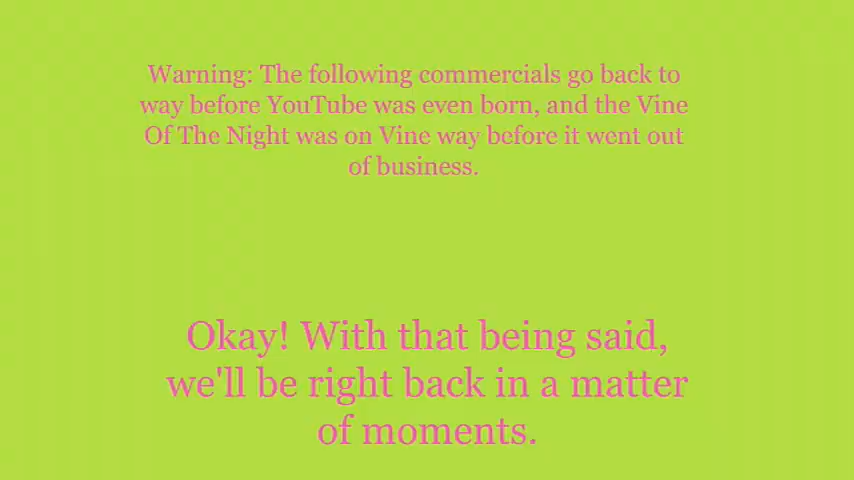 Warning: The following commercials go back to
way before YouTube was even born, and the Vine
Of The Night was on Vine way before it went out
of business.
Okay! With that being said,
we'll be right back in a matter
of moments.